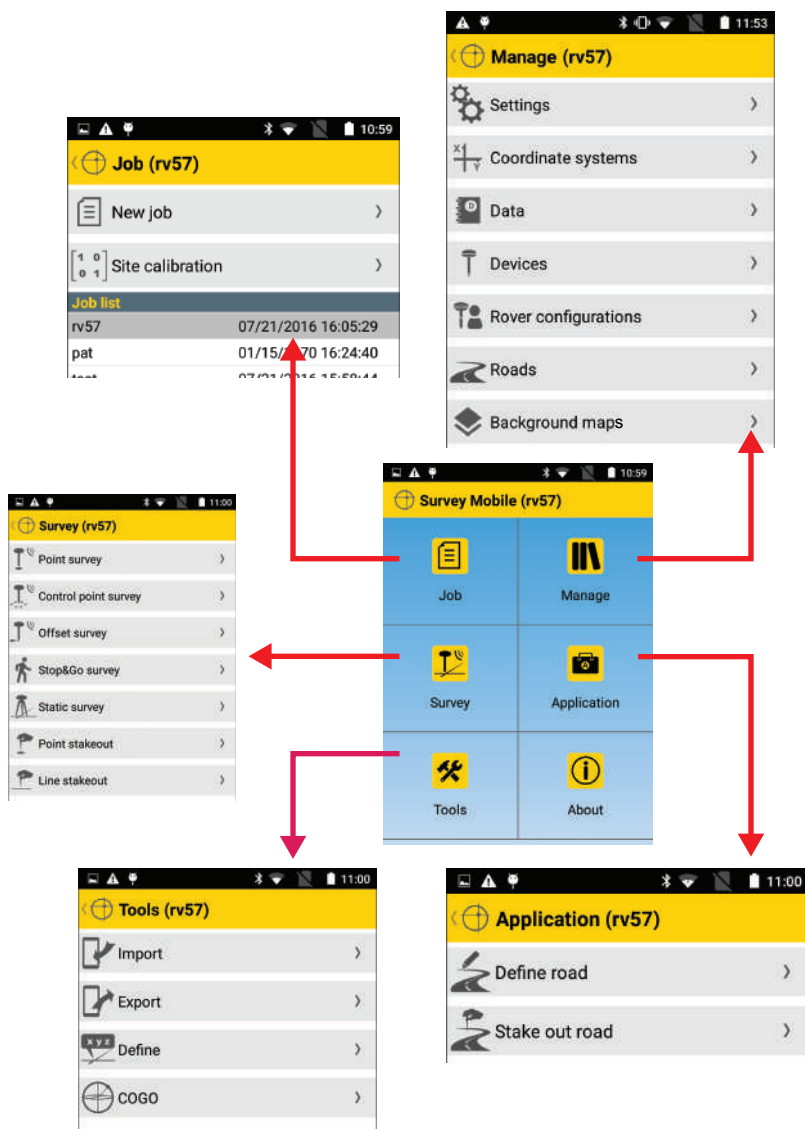 11:53
Manage (rv57)
Settings
Coordinate systems
Data
Devices
Rover configurations
Roads
Background maps
10:59
Job (rv57)
New job
1 0
0 1
Site calibration
Job list
rv57 07/21/2016 16:05:29
pat 01/15/ 70 16:24:40
10:59
Survey Mobile (rv57)
Job
Manage
Survey
Application
Tools
About
11:00
Survey (rv57)
Point survey
Control point survey
Offset survey
Stop&Go survey
Static survey
Point stakeout
Line stakeout
11:00
Tools (rv57)
Import
Export
x y z
Define
COGO
11:00
Application (rv57)
Define road
Stake out road